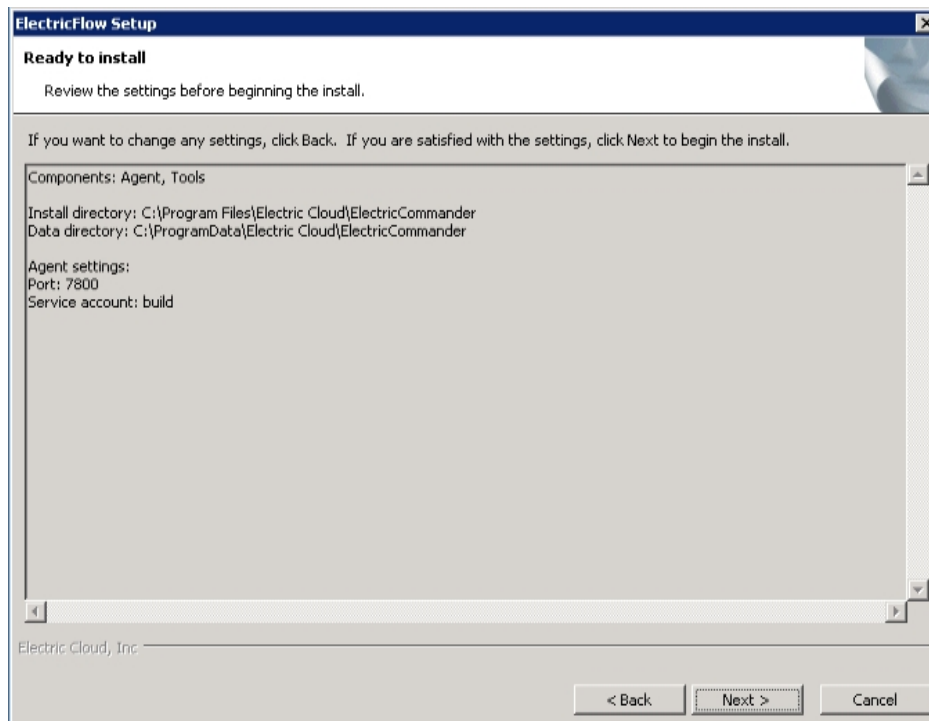 ElectricFlow Setup
Ready to install
Review the settings before beginning the install.
If you want to change any settings, click Back. If you are satisfied with the settings, click Next to begin the install.
Components: Agent, Tools
Install directory: C:\Program Files\Electric Cloud\ElectricCommander
Data directory: C:\ProgramData\Electric Cloud\ElectricCommander
Agent settings:
Port: 7800
Service account: build
Electric Cloud, Inc
< Back
Next >
Cancel